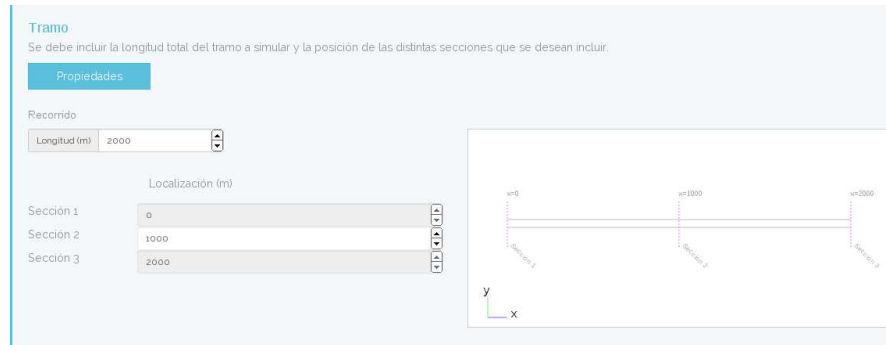 Tramo
Se debe incluir la longitud total del tramo a simular y la posición de las distintas secciones que se desean incluir.
Propiedades
Recorrido
Longitud (m) 2000
Localización (m)
Sección 1 0
Sección 2 1000
Sección 3 2000
x=0 x=1000 x=2000
Sección 1 Sección 2 Sección 3
y
x